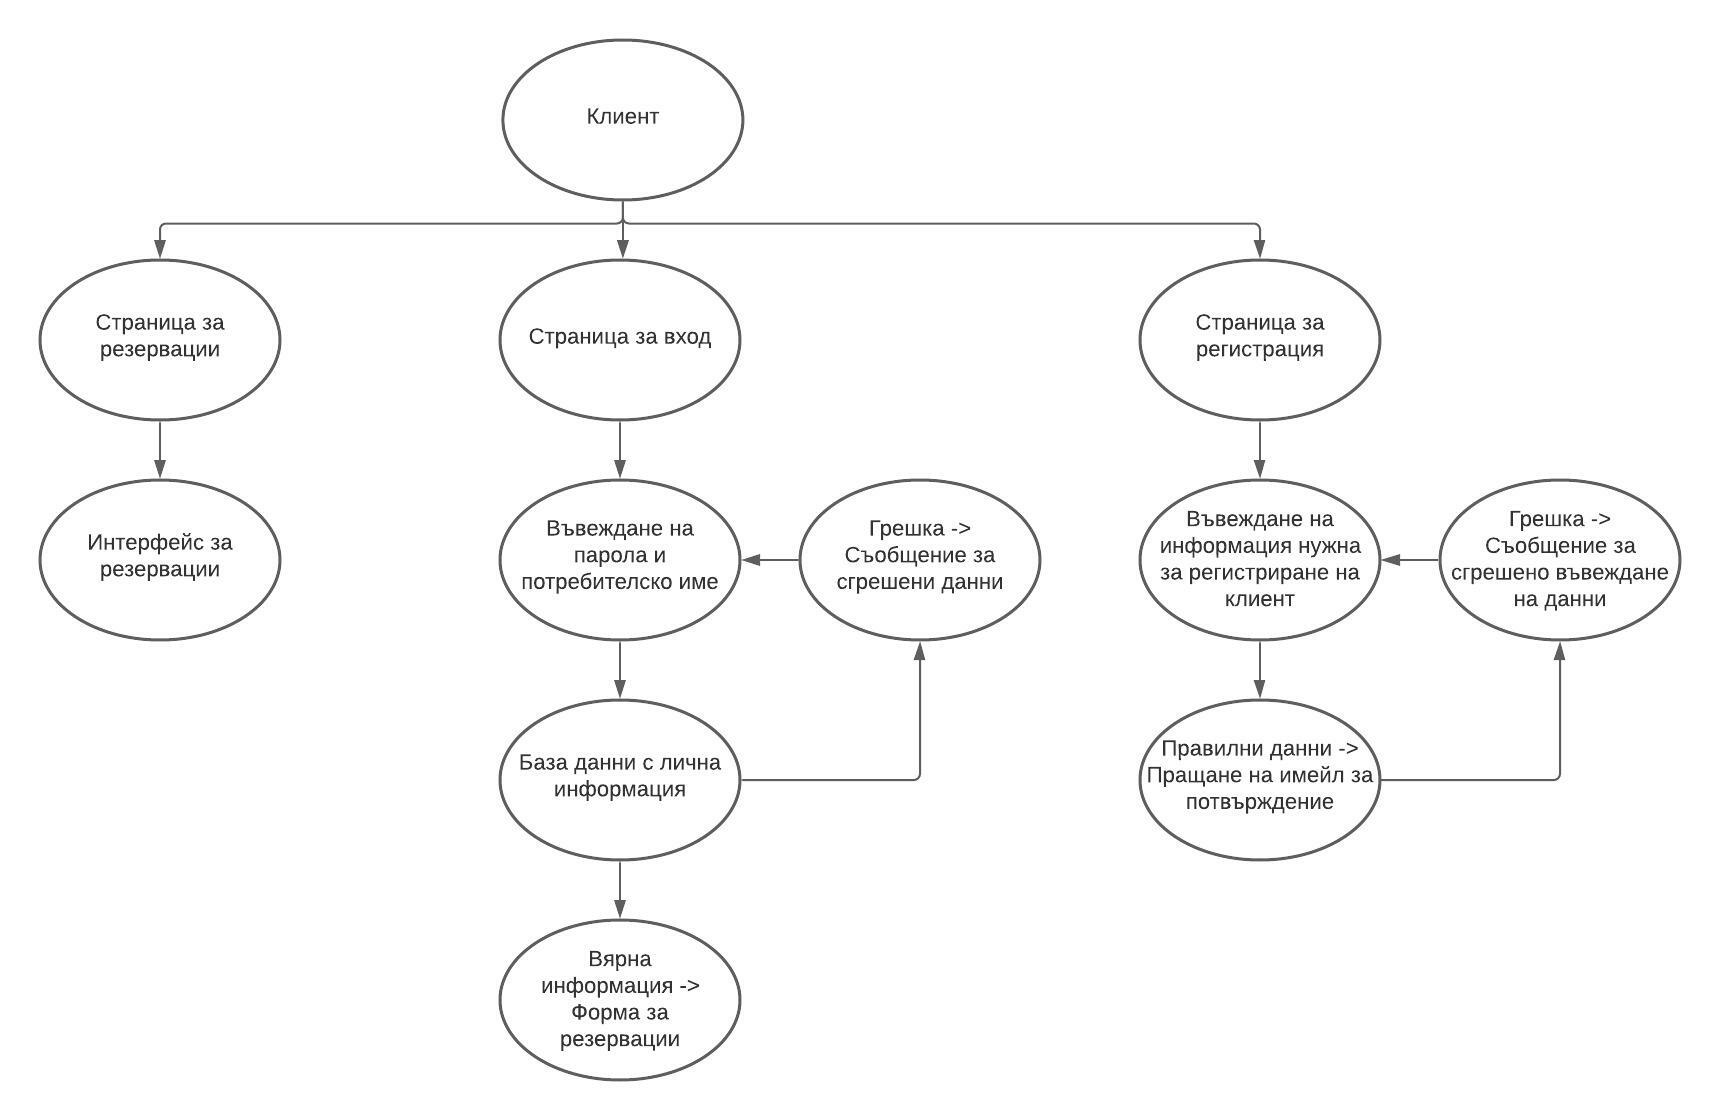 Клиент
Страница за
резервации
Страница за вход
Страница за
регистрация
Интерфейс за
резервации
Въвеждане на
парола и
потребителско име
Грешка ->
Съобщение за
сгрешени данни
Въвеждане на
информация нужна
за регистриране на
клиент
Грешка ->
Съобщение за
сгрешено въвеждане
на данни
База данни с лична
информация
Правилни данни ->
Пращане на имейл за
потвърждение
Вярна
информация ->
Форма за
резервации